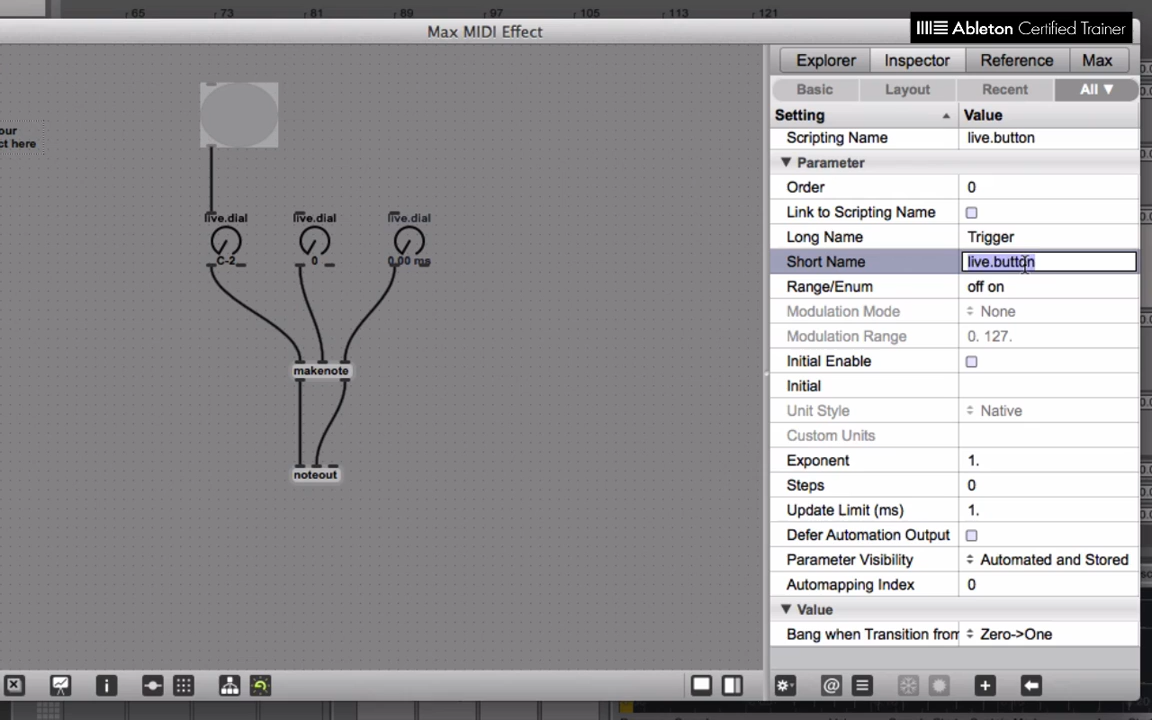 65 73 81 89 97 105 113 121
Max MIDI Effect
Ableton Certified Trainer
Explorer Inspector Reference Max
Basic Layout Recent All ▼
Setting Value
Scripting Name live.button
Parameter
Order 0
Link to Scripting Name
Long Name Trigger
Short Name live.button
Range/Enum off on
Modulation Mode None
Modulation Range 0. 127.
Initial Enable
Initial
Unit Style Native
Custom Units
Exponent 1.
Steps 0
Update Limit (ms) 1.
Defer Automation Output
Parameter Visibility Automated and Stored
Automapping Index 0
Value
Bang when Transition from Zero->One
our
ct here
live.dial live.dial live.dial
C-2 0 0.00 ms
makenote
noteout